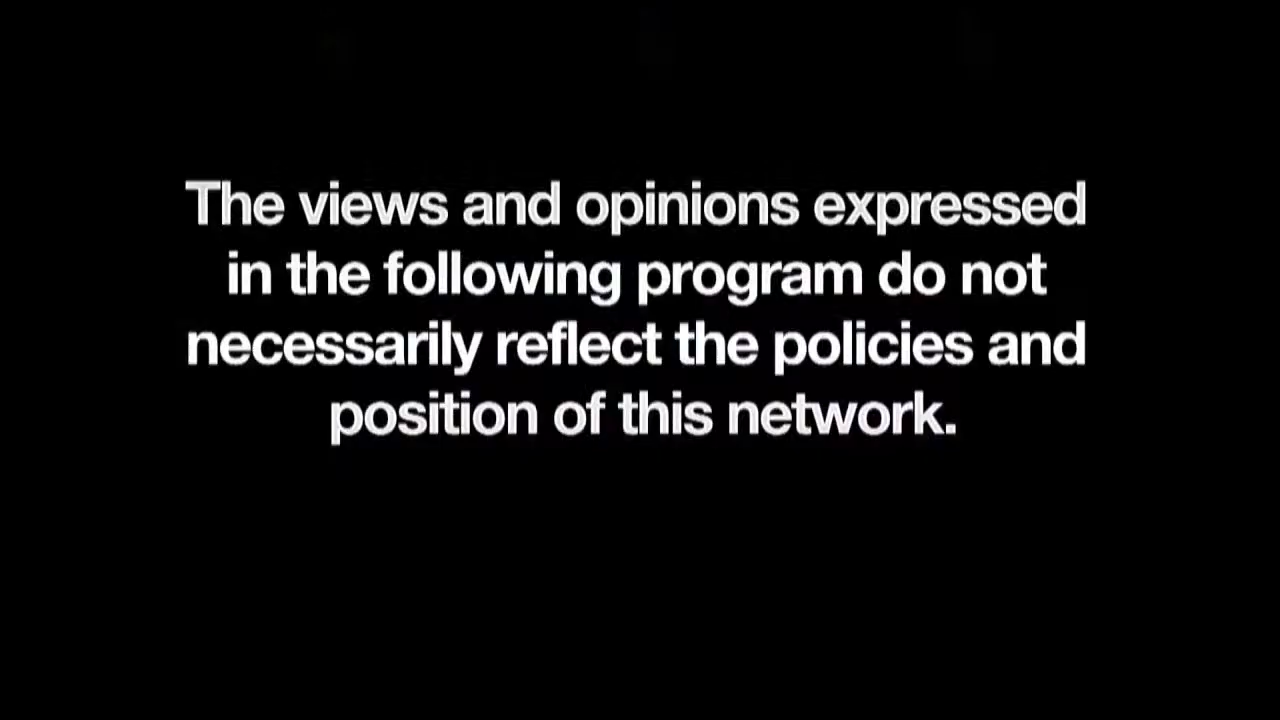 The views and opinions expressed
in the following program do not
necessarily reflect the policies and
position of this network.